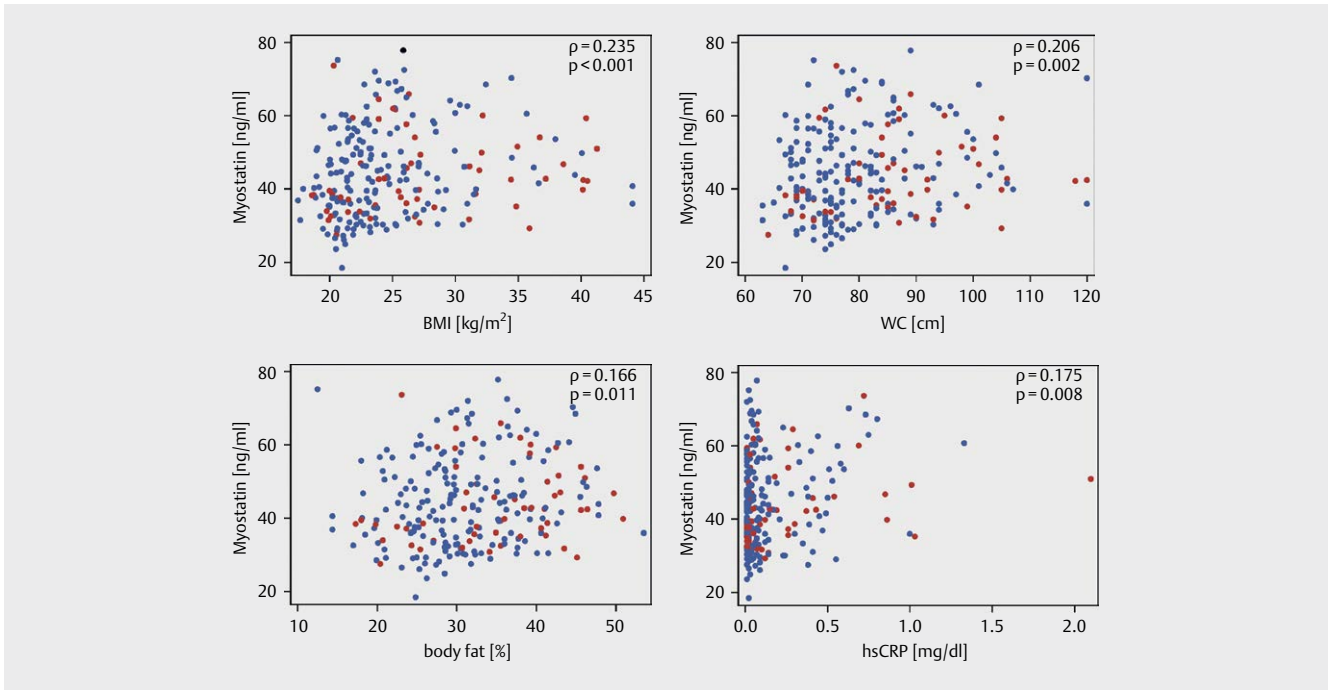 80
60
40
20
Myostatin [ng/ml]
ρ = 0.235
p < 0.001
20 25 30 35 40 45
BMI [kg/m²]
80
60
40
20
Myostatin [ng/ml]
ρ = 0.206
p = 0.002
60 70 80 90 100 110 120
WC [cm]
80
60
40
20
Myostatin [ng/ml]
ρ = 0.166
p = 0.011
10 20 30 40 50
body fat [%]
80
60
40
20
Myostatin [ng/ml]
ρ = 0.175
p = 0.008
0.0 0.5 1.0 1.5 2.0
hsCRP [mg/dl]